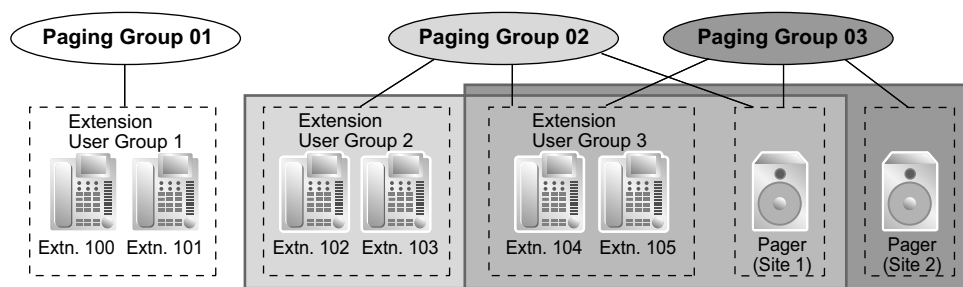 Paging Group 01
Paging Group 02
Paging Group 03
Extension
User Group 1
Extn. 100
Extn. 101
Extension
User Group 2
Extn. 102
Extn. 103
Extension
User Group 3
Extn. 104
Extn. 105
Pager
(Site 1)
Pager
(Site 2)